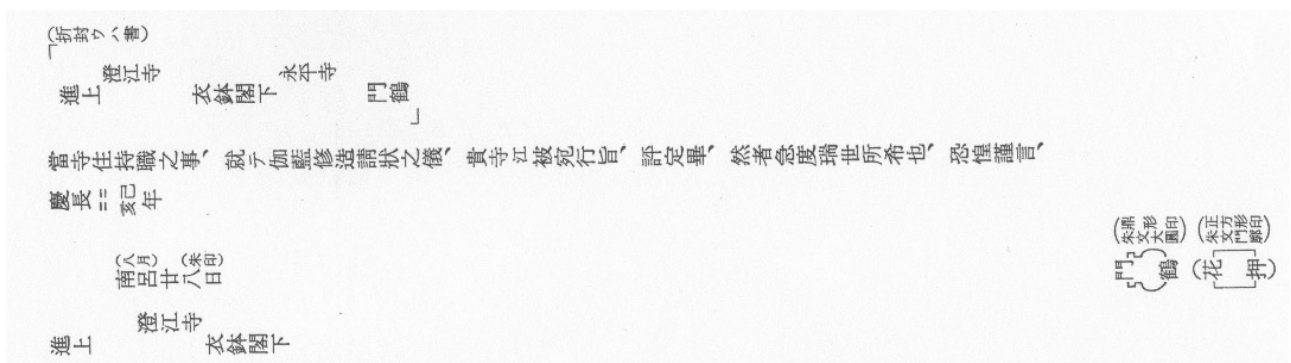 （折封ウハ書）
「澄江寺　永平寺
進上　衣鉢閣下　門鶴」
當寺住持職之事、就テ伽藍修造請狀之儀、貴寺江被宛行旨、評定畢、然者急度瑞世所希也、恐惶謹言、
慶長二二己亥年
（鼎形圓印朱文大）（正方形印朱文門廓）
門鶴（花押）
（八月）（朱印）
南呂廿八日
澄江寺
進上　衣鉢閣下